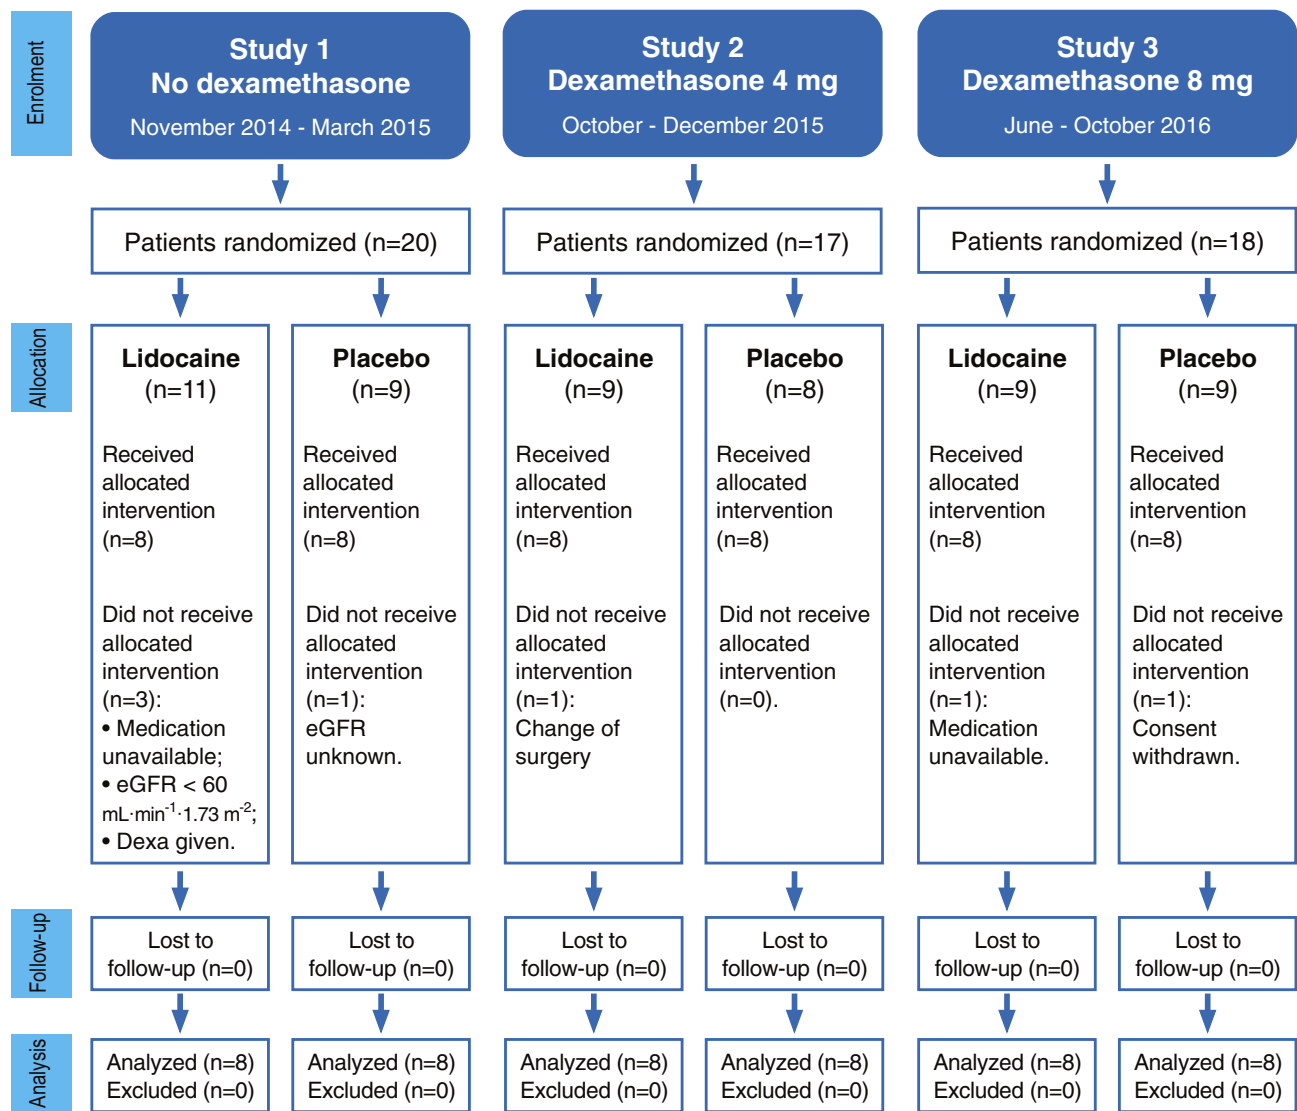 Enrolment
Study 1
No dexamethasone
November 2014 - March 2015
Study 2
Dexamethasone 4 mg
October - December 2015
Study 3
Dexamethasone 8 mg
June - October 2016
Patients randomized (n=20)
Patients randomized (n=17)
Patients randomized (n=18)
Allocation
Lidocaine
(n=11)
Received
allocated
intervention
(n=8)
Did not receive
allocated
intervention
(n=3):
• Medication
unavailable;
• eGFR < 60
mL·min⁻¹·1.73 m⁻²;
• Dexa given.
Placebo
(n=9)
Received
allocated
intervention
(n=8)
Did not receive
allocated
intervention
(n=1):
eGFR
unknown.
Lidocaine
(n=9)
Received
allocated
intervention
(n=8)
Did not receive
allocated
intervention
(n=1):
Change of
surgery
Placebo
(n=8)
Received
allocated
intervention
(n=8)
Did not receive
allocated
intervention
(n=0).
Lidocaine
(n=9)
Received
allocated
intervention
(n=8)
Did not receive
allocated
intervention
(n=1):
Medication
unavailable.
Placebo
(n=9)
Received
allocated
intervention
(n=8)
Did not receive
allocated
intervention
(n=1):
Consent
withdrawn.
Follow-up
Lost to
follow-up (n=0)
Lost to
follow-up (n=0)
Lost to
follow-up (n=0)
Lost to
follow-up (n=0)
Lost to
follow-up (n=0)
Lost to
follow-up (n=0)
Analysis
Analyzed (n=8)
Excluded (n=0)
Analyzed (n=8)
Excluded (n=0)
Analyzed (n=8)
Excluded (n=0)
Analyzed (n=8)
Excluded (n=0)
Analyzed (n=8)
Excluded (n=0)
Analyzed (n=8)
Excluded (n=0)